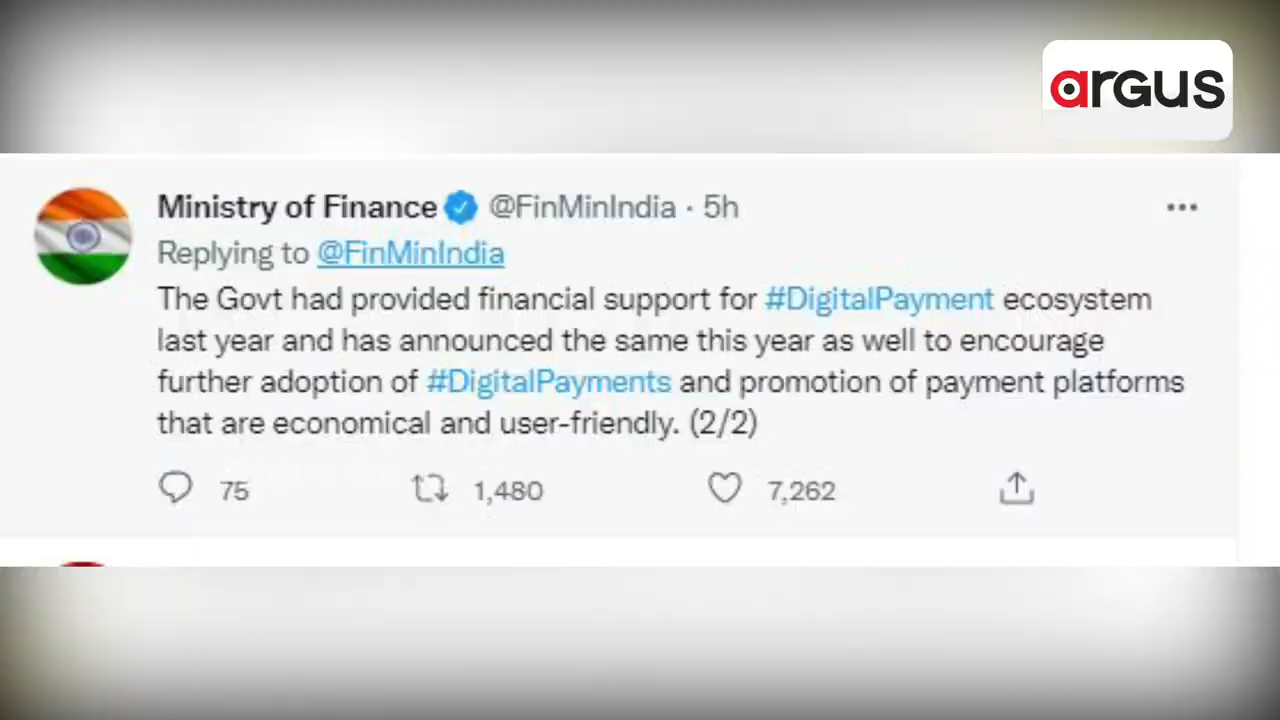 argus
Ministry of Finance @FinMinIndia · 5h
Replying to @FinMinIndia
The Govt had provided financial support for #DigitalPayment ecosystem
last year and has announced the same this year as well to encourage
further adoption of #DigitalPayments and promotion of payment platforms
that are economical and user-friendly. (2/2)
75 1,480 7,262